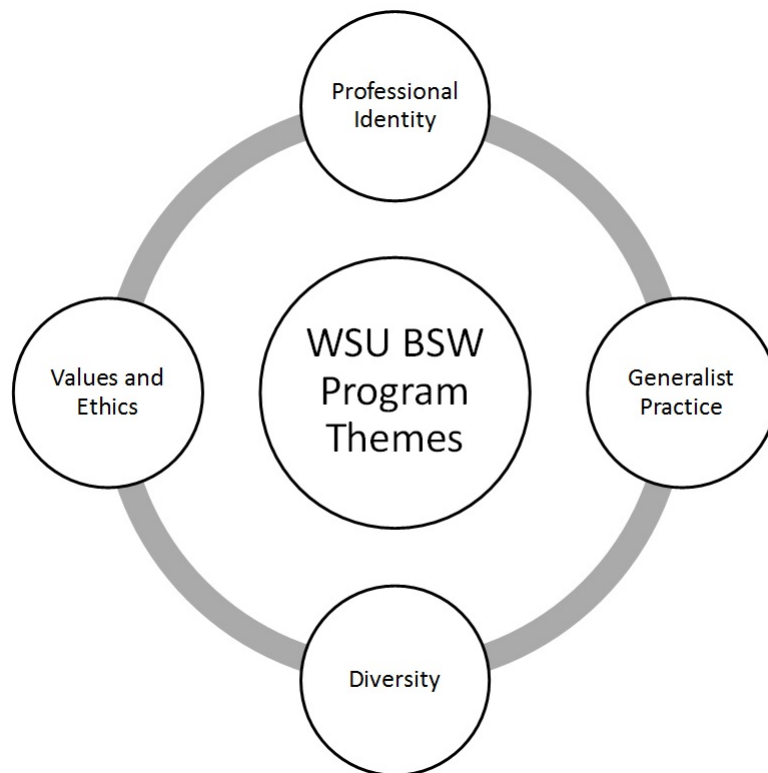 Professional
Identity
WSU BSW
Program
Themes
Values and
Ethics
Generalist
Practice
Diversity